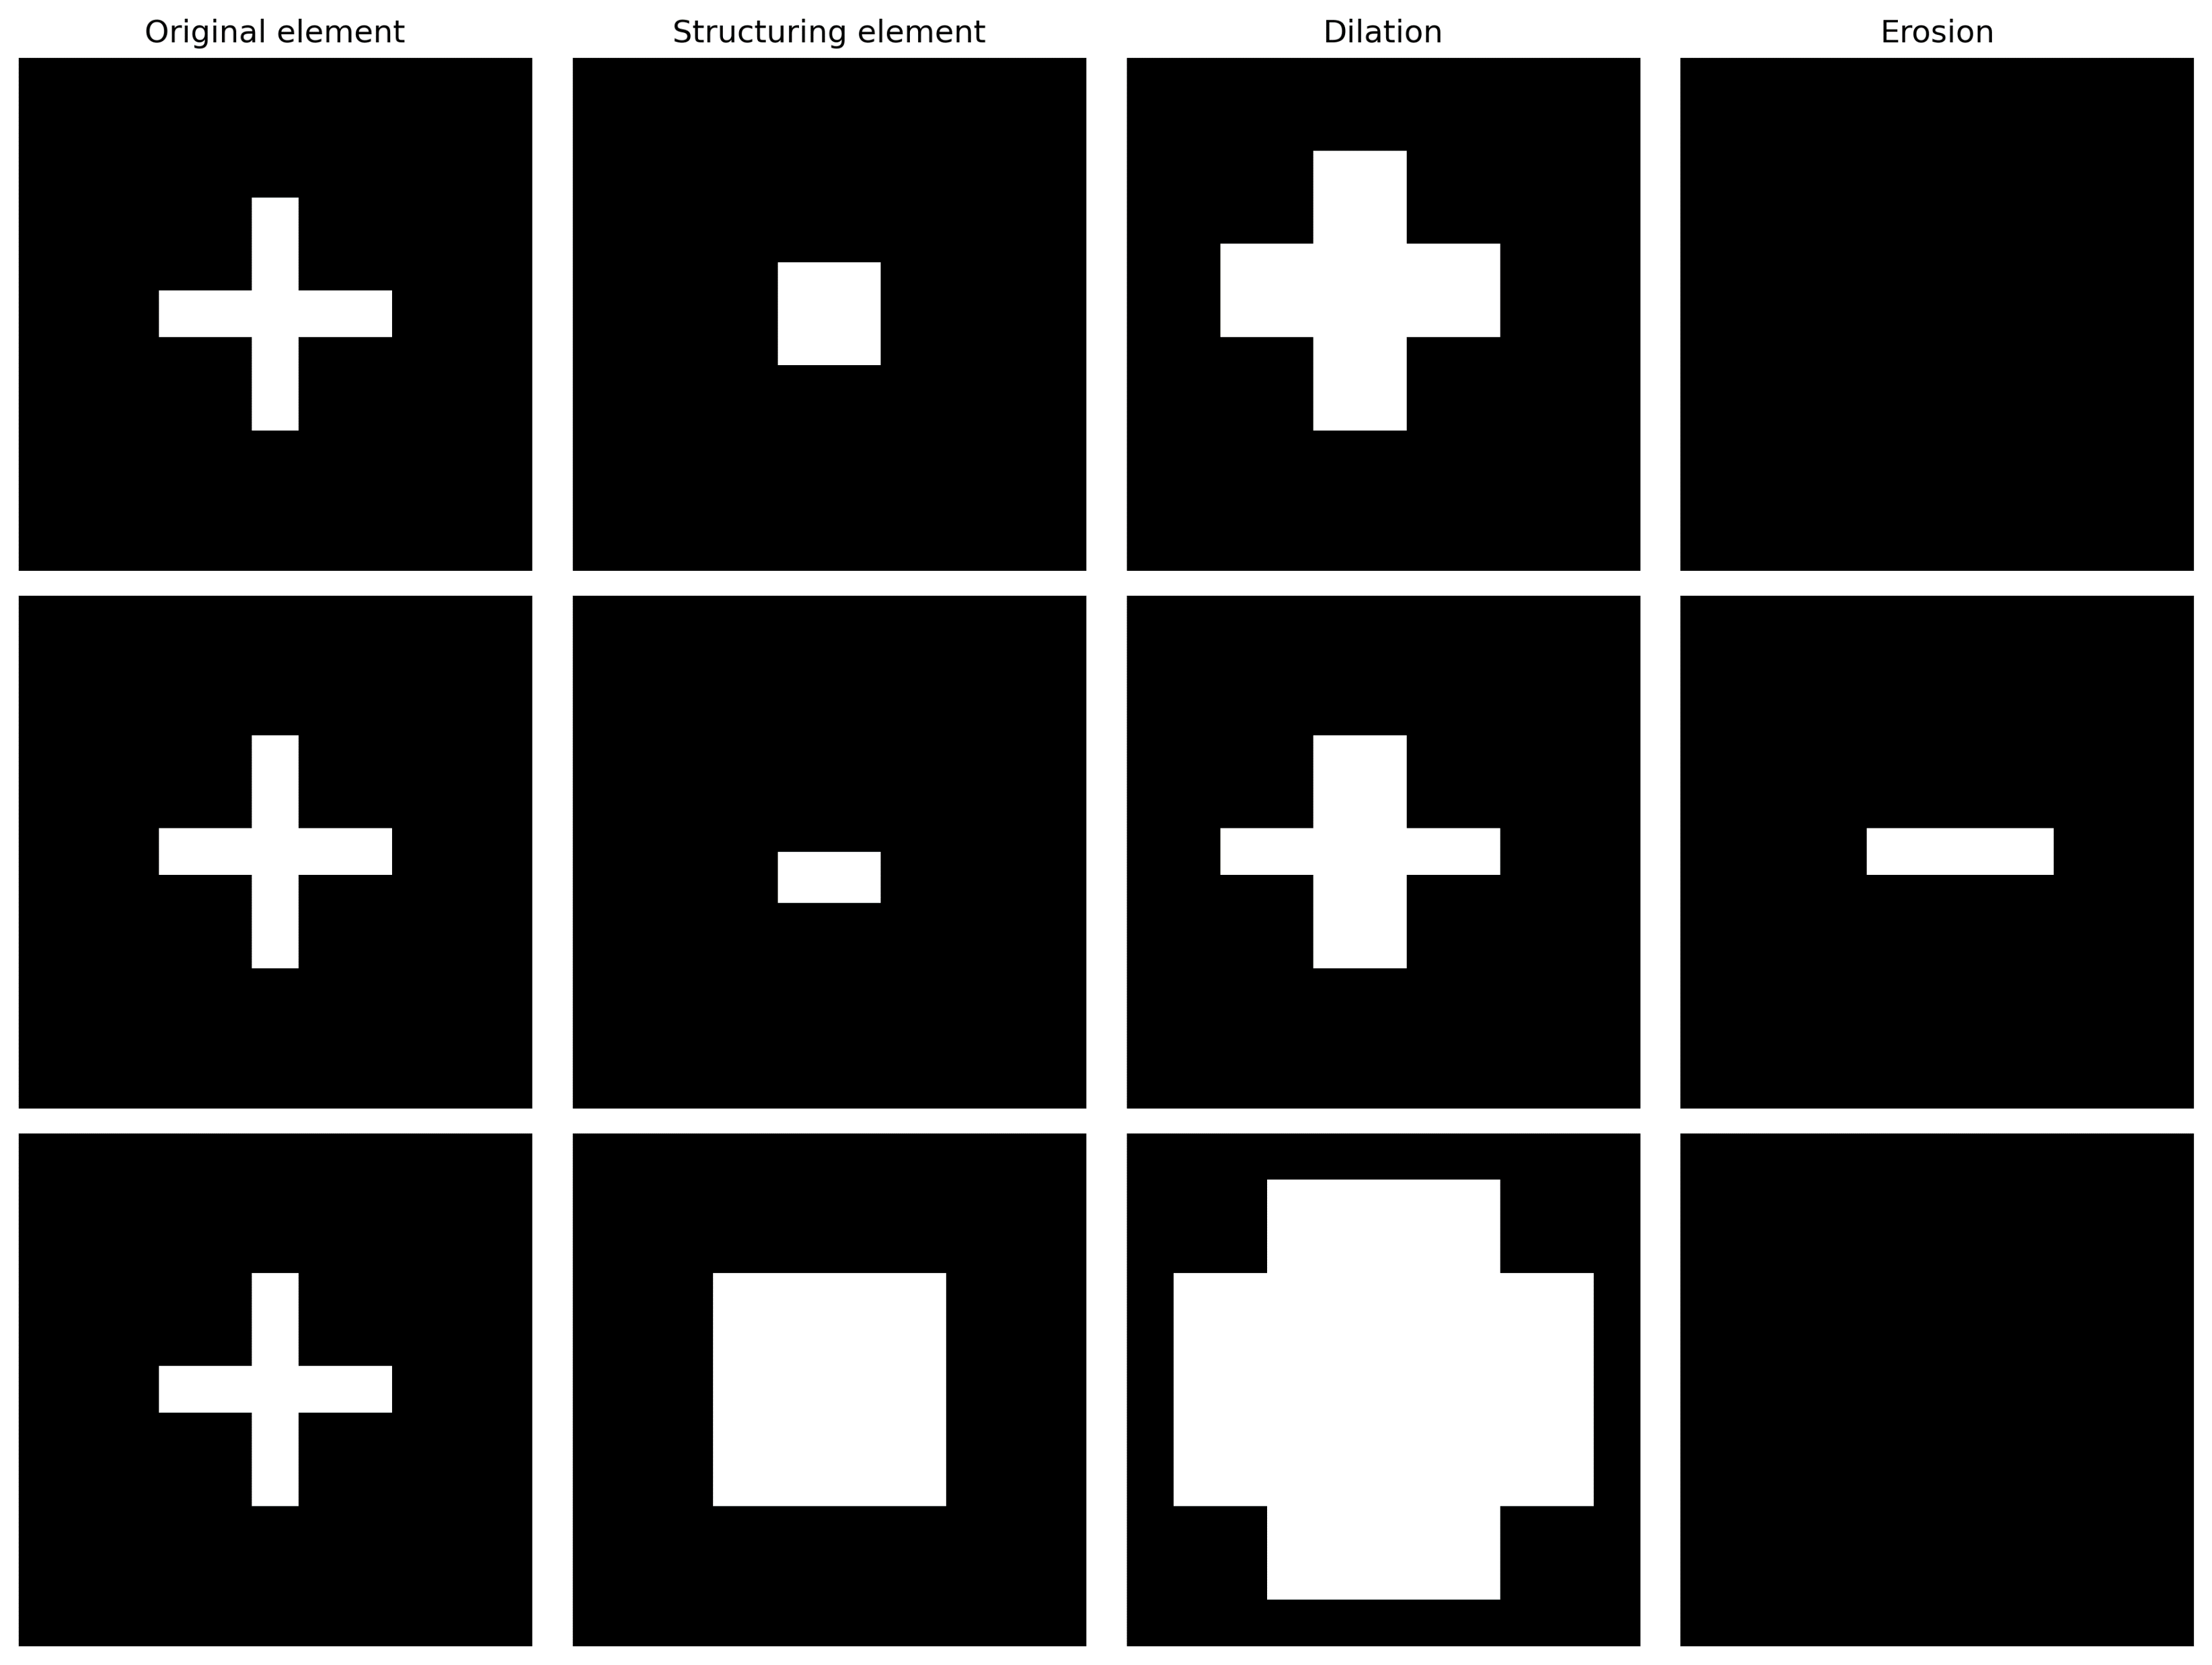 Original element
Structuring element
Dilation
Erosion